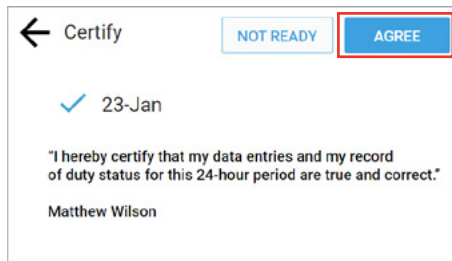 Certify
NOT READY
AGREE
23-Jan
“I hereby certify that my data entries and my record
of duty status for this 24-hour period are true and correct.”
Matthew Wilson